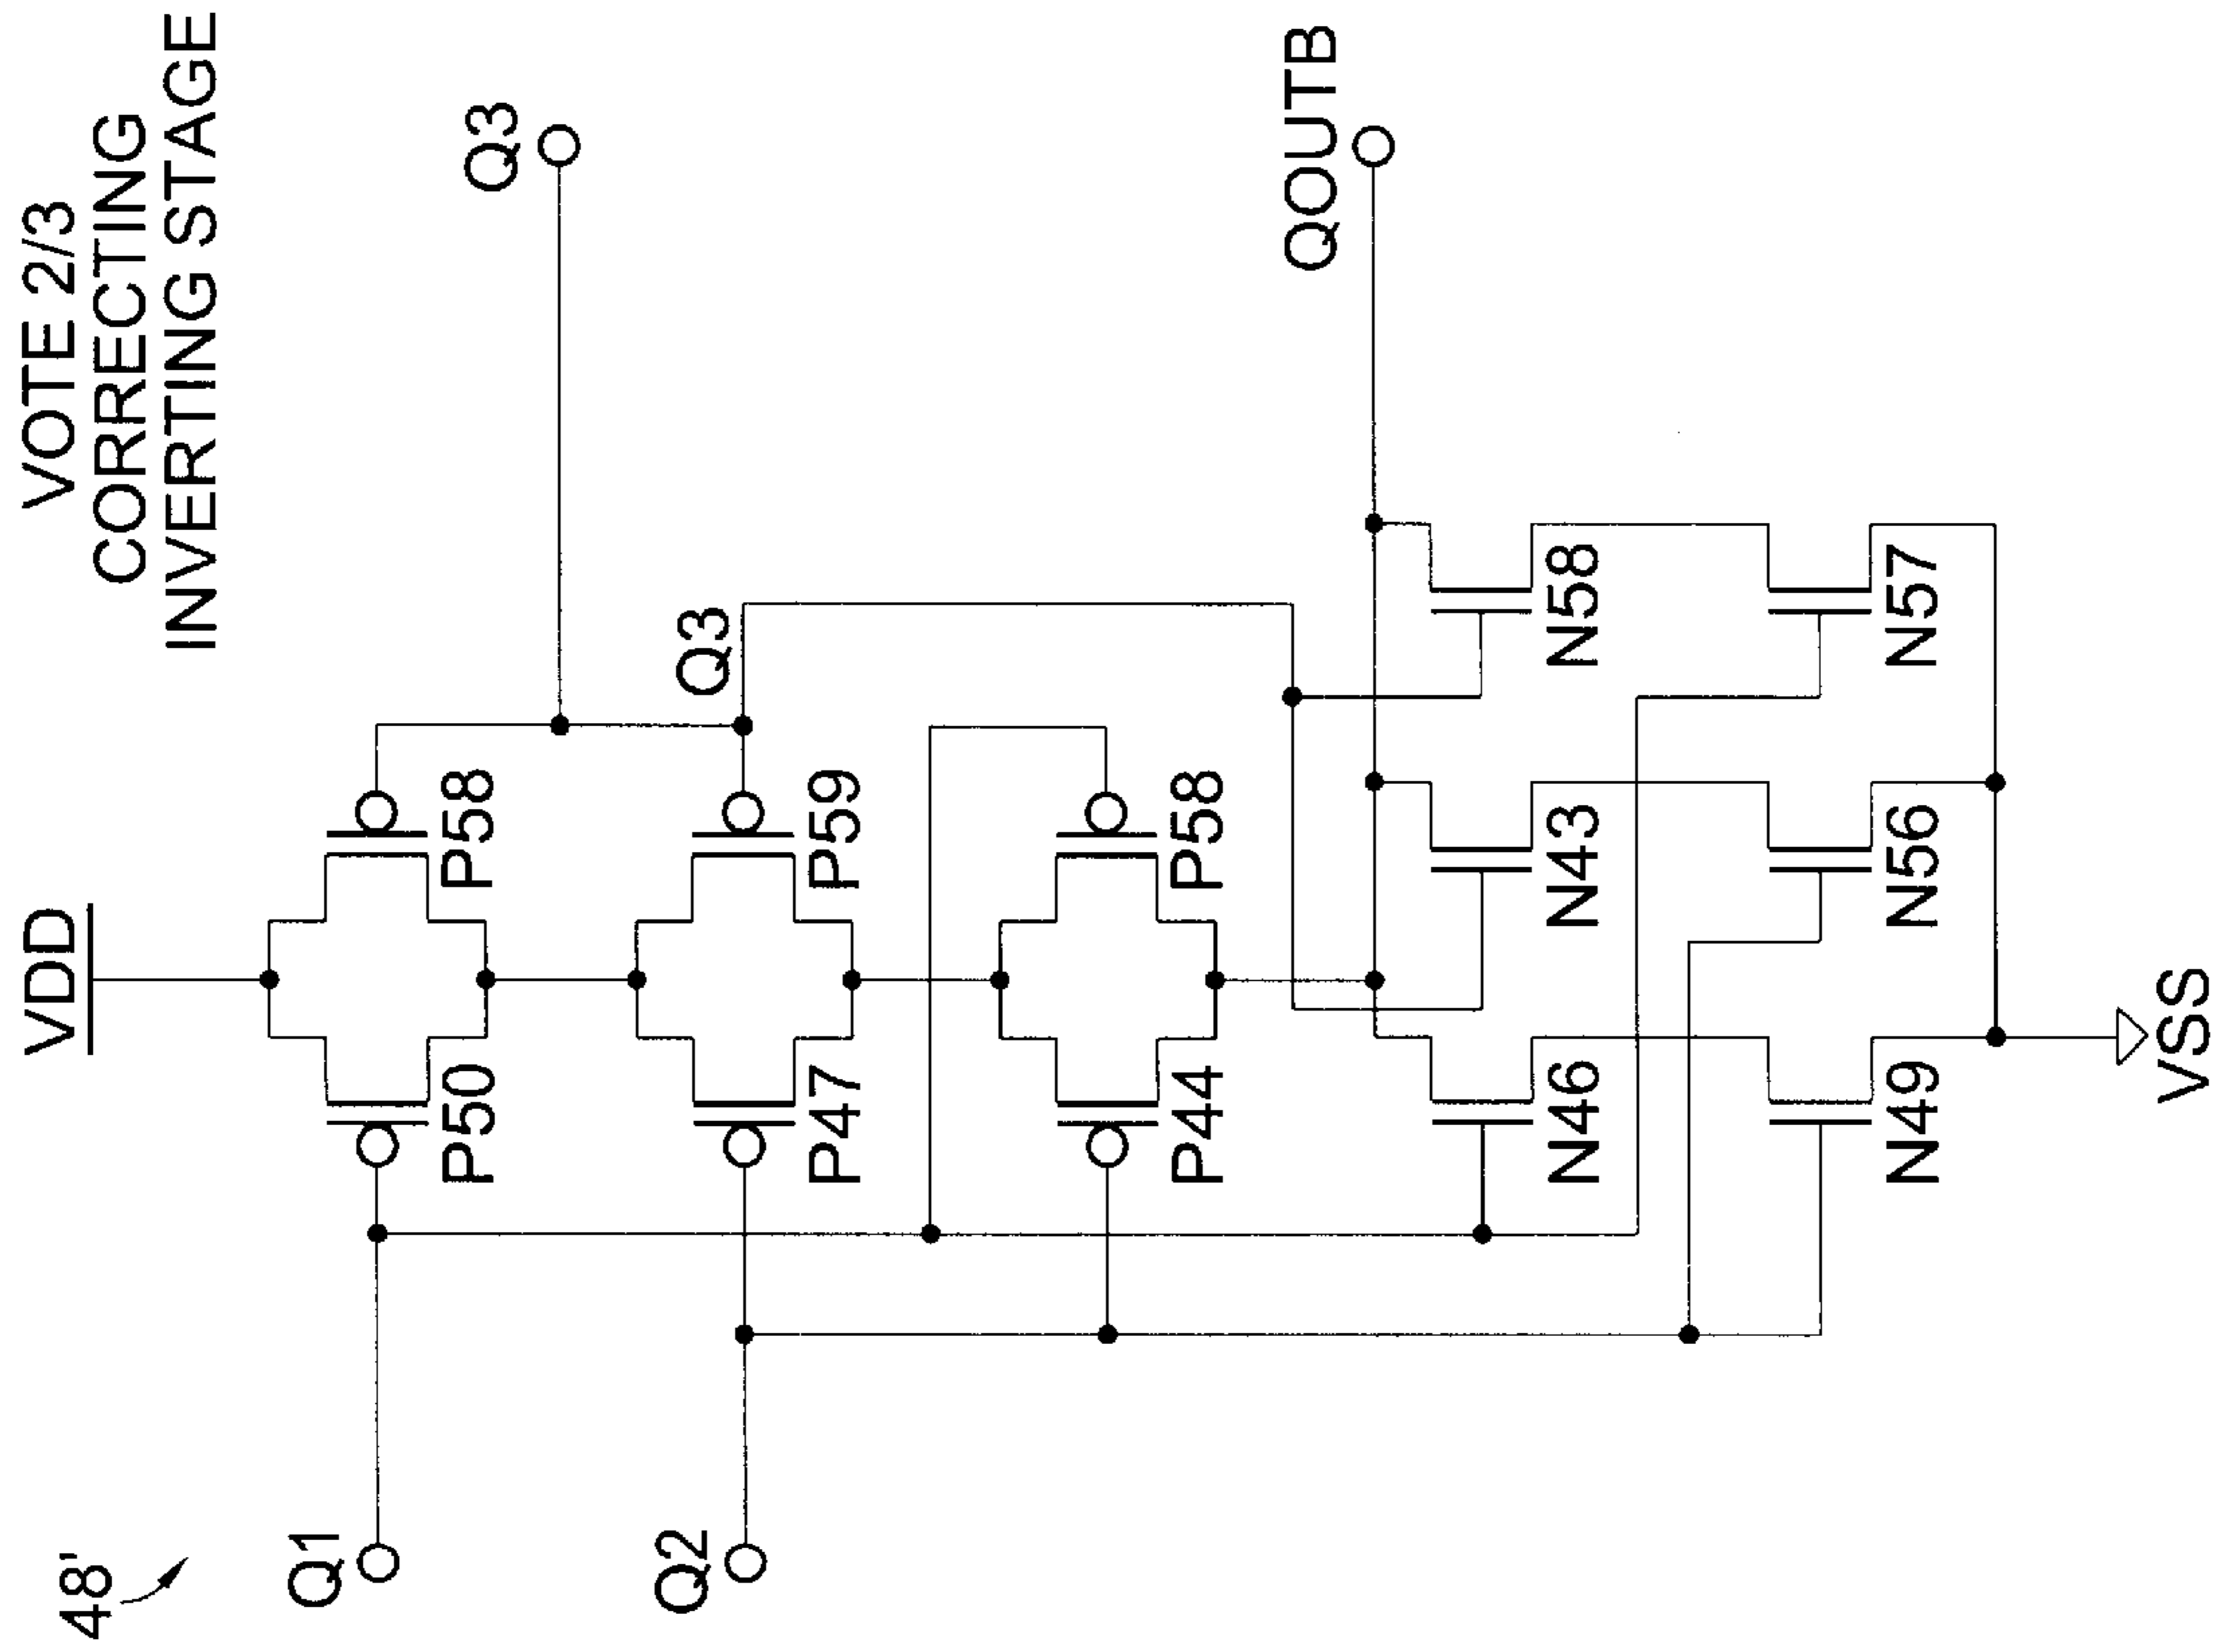 48'
VOTE 2/3
CORRECTING
INVERTING STAGE
VDD
Q1
P50
P58
Q3
Q3
Q2
P47
P59
P44
P58
QOUTB
N46
N43
N58
N49
N56
N57
VSS